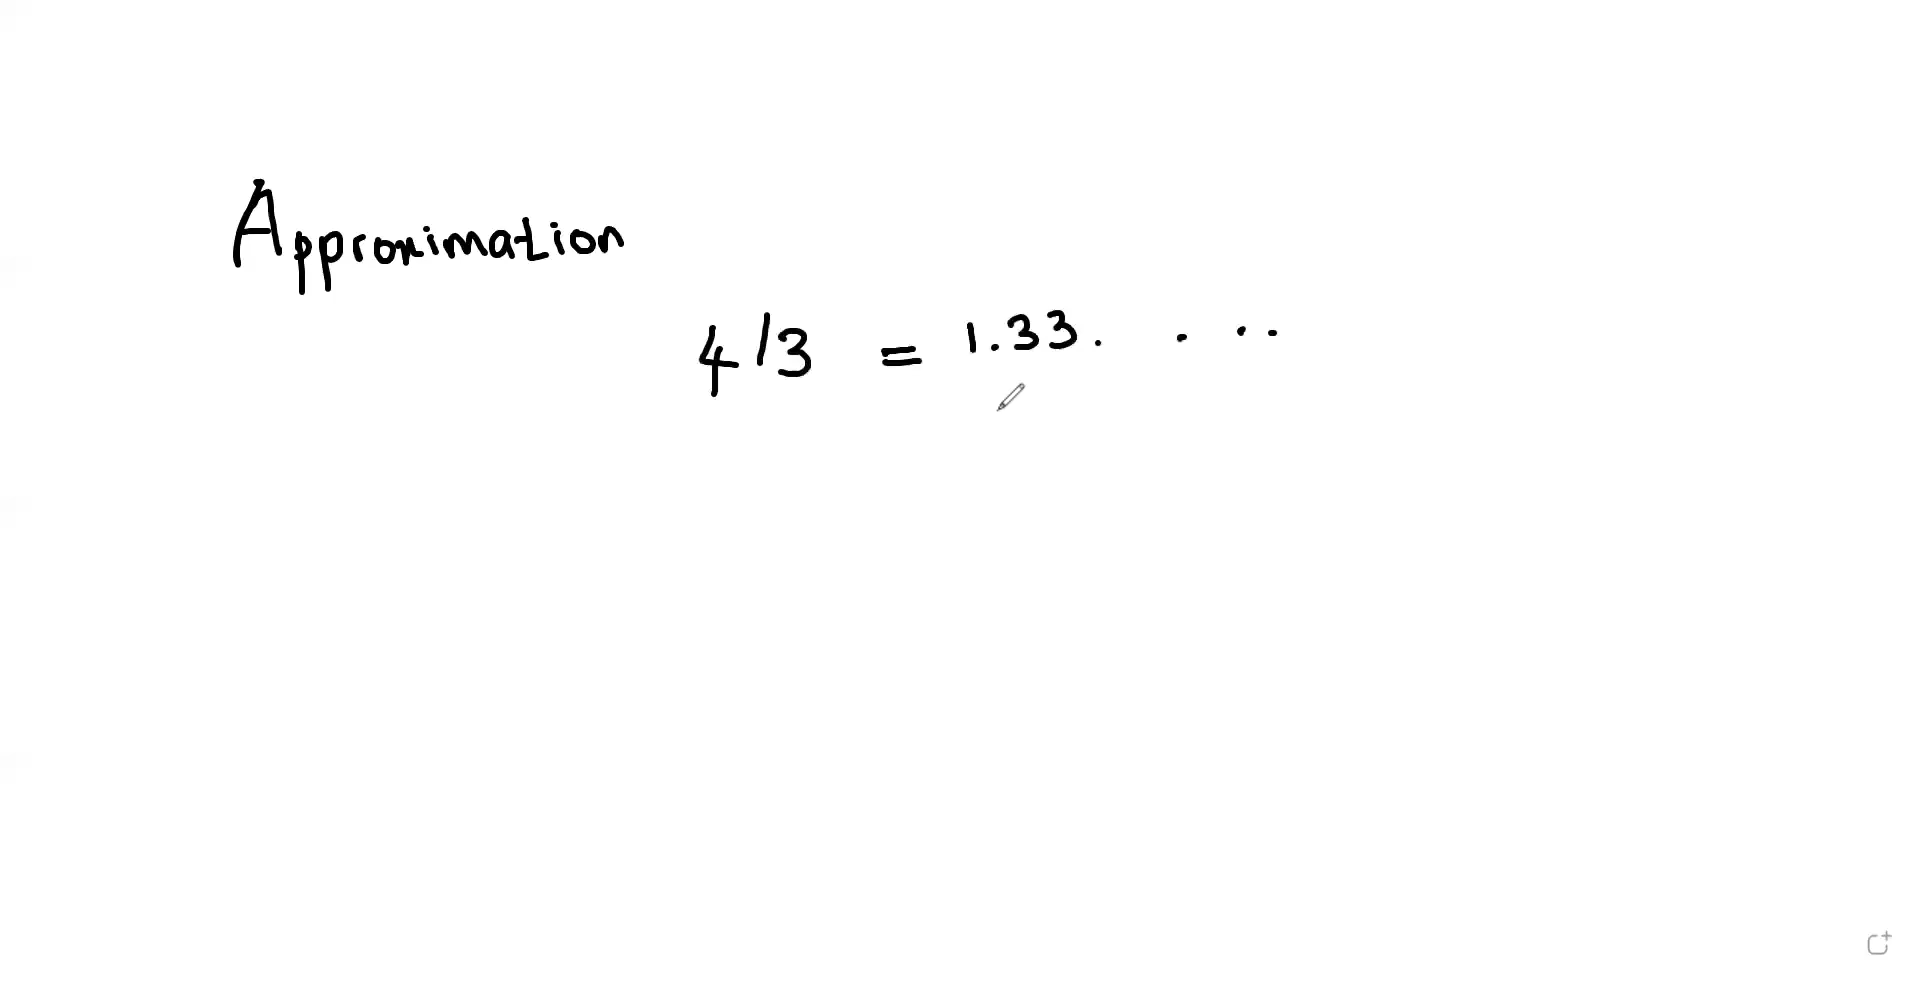 Approximation
4/3 = 1.33. . ..